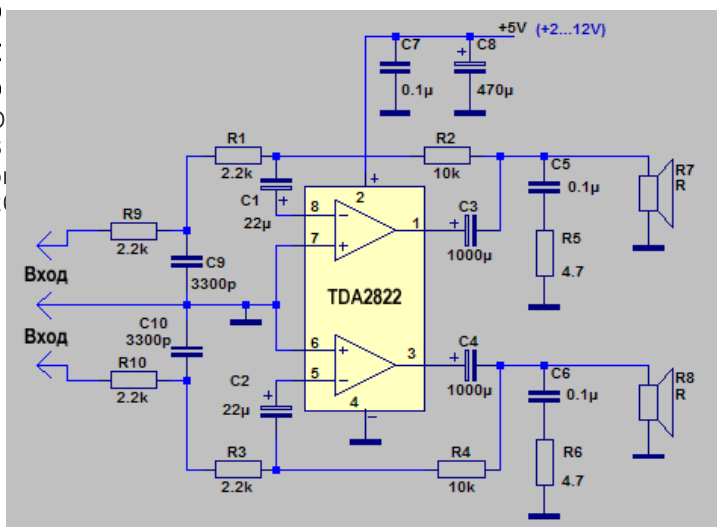 +5V (+2...12V)
C7
C8
+
0.1µ
470µ
R1
2.2k
R2
10k
+
2
C1
22µ
+
8
−
7
+
1
+
C3
1000µ
C5
0.1µ
R7
R
R5
4.7
R9
2.2k
C9
3300p
Вход
TDA2822
Вход
C10
3300p
R10
2.2k
6
+
5
−
3
+
C4
1000µ
C2
+
22µ
4
−
C6
0.1µ
R8
R
R6
4.7
R3
2.2k
R4
10k